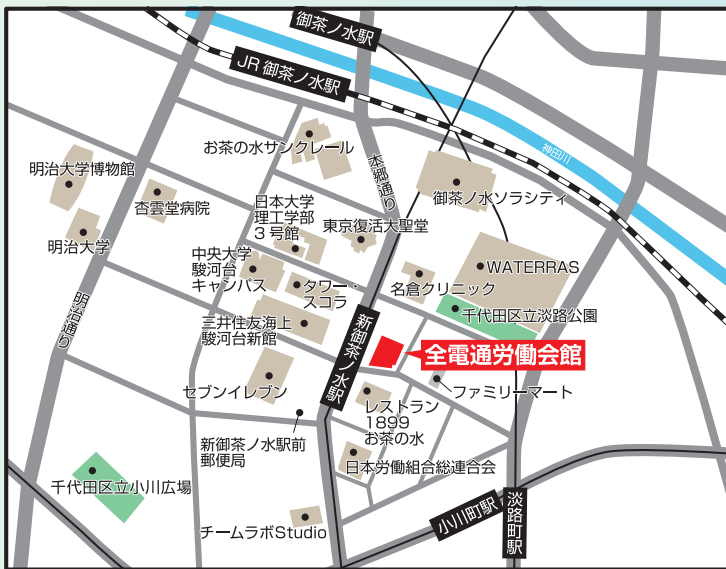 御茶ノ水駅
JR 御茶ノ水駅
神田川
お茶の水サンクレール
本郷通り
明治大学博物館
杏雲堂病院
御茶ノ水ソラシティ
日本大学
理工学部
3号館
東京復活大聖堂
明治大学
中央大学
駿河台
キャンパス
WATERRAS
タワー・
スコラ
名倉クリニック
千代田区立淡路公園
明治通り
三井住友海上
駿河台新館
新御茶ノ水駅
全電通労働会館
セブンイレブン
ファミリーマート
レストラン
1899
お茶の水
新御茶ノ水駅前
郵便局
日本労働組合総連合会
千代田区立小川広場
小川町駅
淡路町駅
チームラボStudio